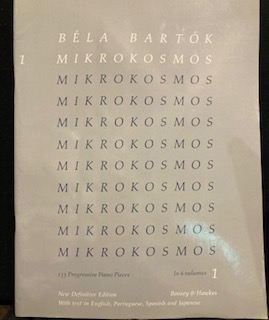 BÉLA BARTÓK
1 MIKROKOSMOS
MIKROKOSMOS
MIKROKOSMOS
MIKROKOSMOS
MIKROKOSMOS
MIKROKOSMOS
MIKROKOSMOS
MIKROKOSMOS
MIKROKOSMOS
MIKROKOSMOS
153 Progressive Piano Pieces In 6 volumes 1
New Definitive Edition Boosey & Hawkes
With text in English, Portuguese, Spanish and Japanese